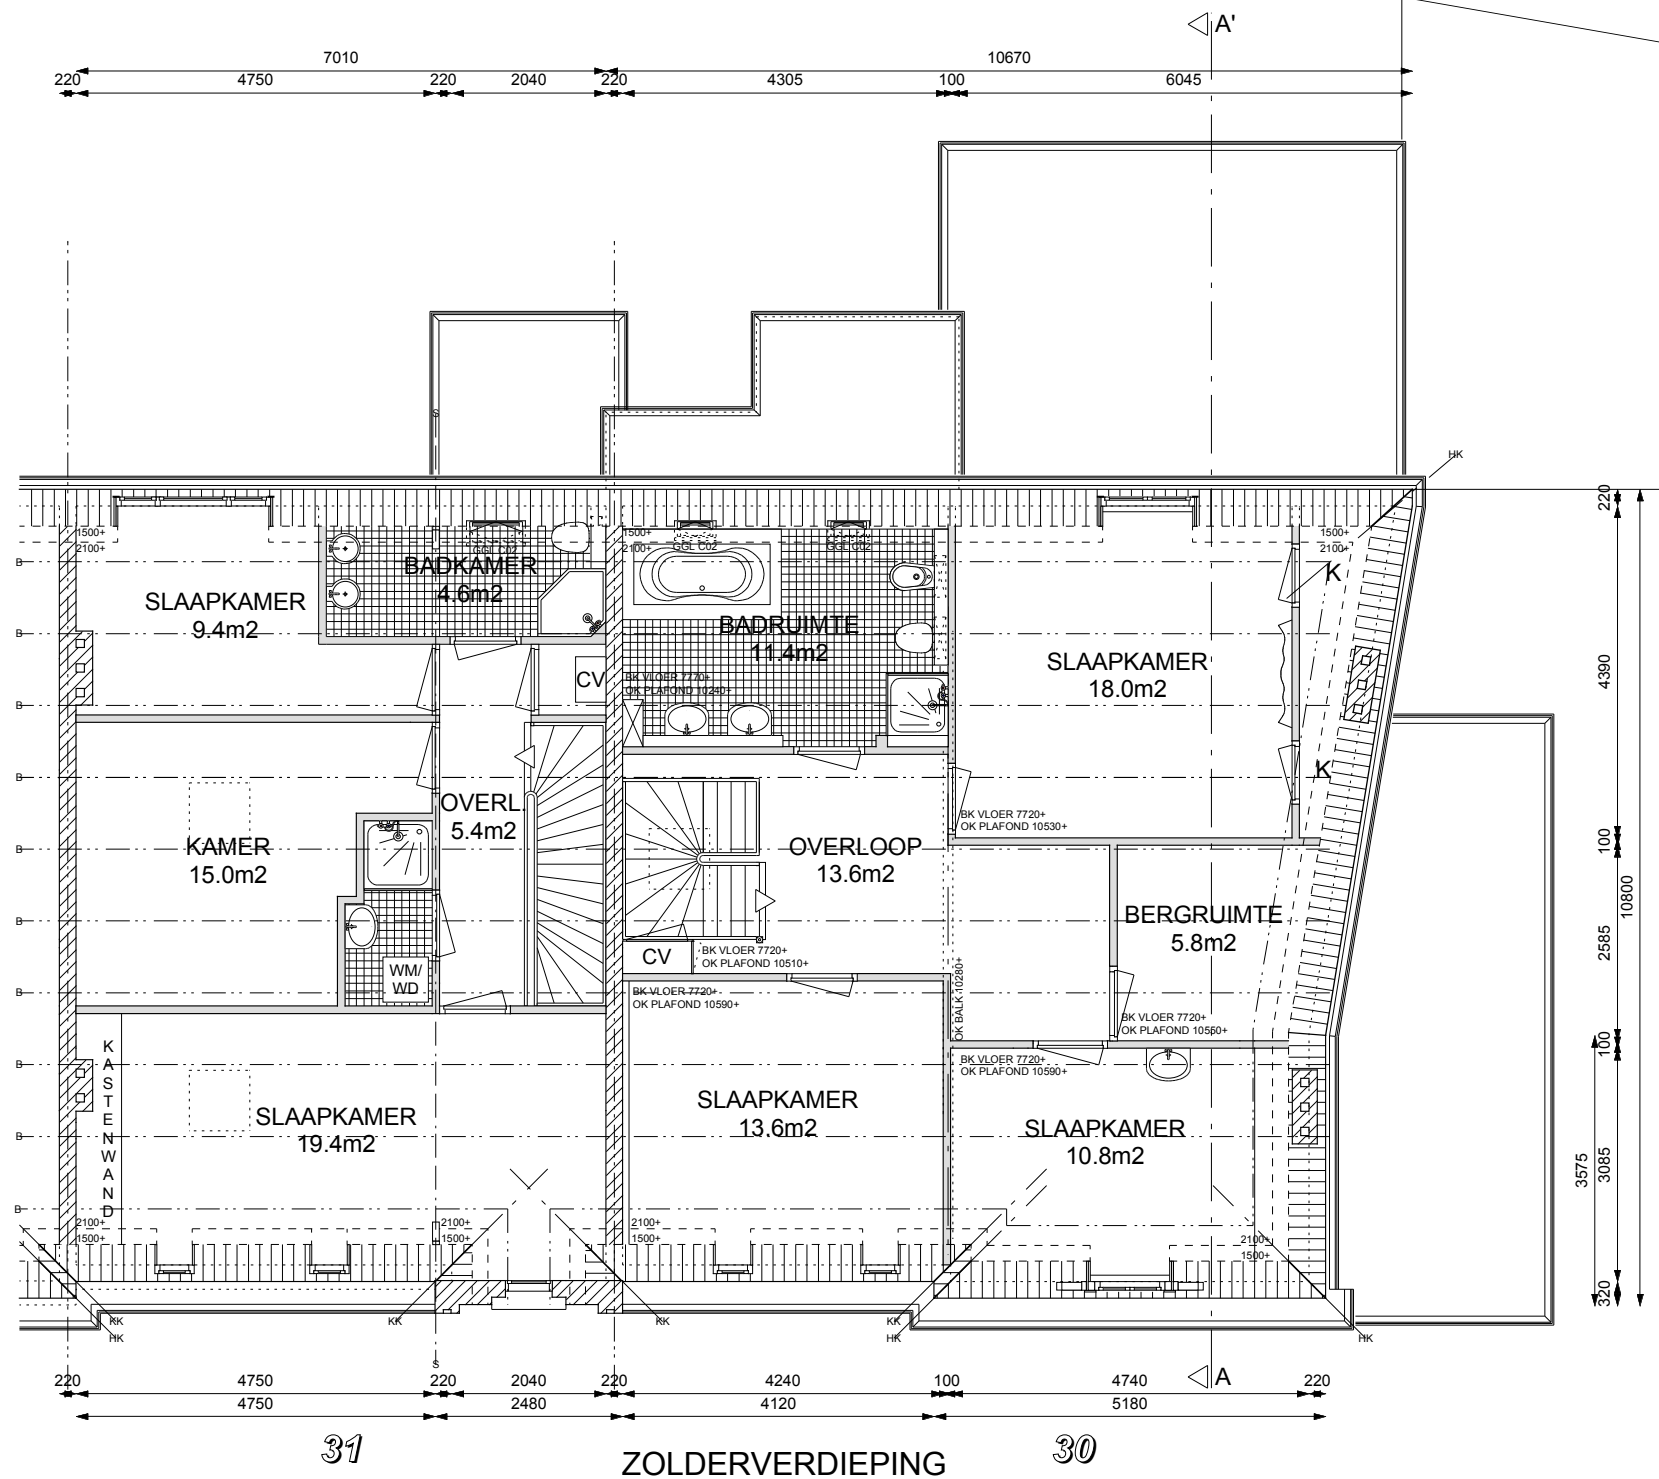 A'
7010
10670
220
4750
220
2040
220
4305
100
6045
S
HK
1500+
2100+
GGL C02
1500+
2100+
GGL C02
GGL C02
1500+
2100+
220
B
BADKAMER
4.6m2
K
SLAAPKAMER
9.4m2
BADRUIMTE
11.4m2
B
SLAAPKAMER
18.0m2
4390
CV
BK VLOER 7770+
OK PLAFOND 10240+
B
B
K
OVERL.
5.4m2
BK VLOER 7720+
OK PLAFOND 10530+
KAMER
15.0m2
OVERLOOP
13.6m2
B
100
10800
B
BERGRUIMTE
5.8m2
2585
CV
BK VLOER 7720+
OK PLAFOND 10510+
WM/
WD
B
BK VLOER 7720+
OK PLAFOND 10590+
OK BALK 10280+
BK VLOER 7720+
OK PLAFOND 10550+
100
KASTENWAND
B
BK VLOER 7720+
OK PLAFOND 10590+
SLAAPKAMER
19.4m2
SLAAPKAMER
13.6m2
SLAAPKAMER
10.8m2
B
3575
3085
B
2100+
1500+
2100+
1500+
2100+
1500+
2100+
1500+
320
KK
HK
KK
KK
KK
HK
HK
S
A
220
4750
220
2040
220
4240
100
4740
220
4750
2480
4120
5180
31
ZOLDERVERDIEPING
30